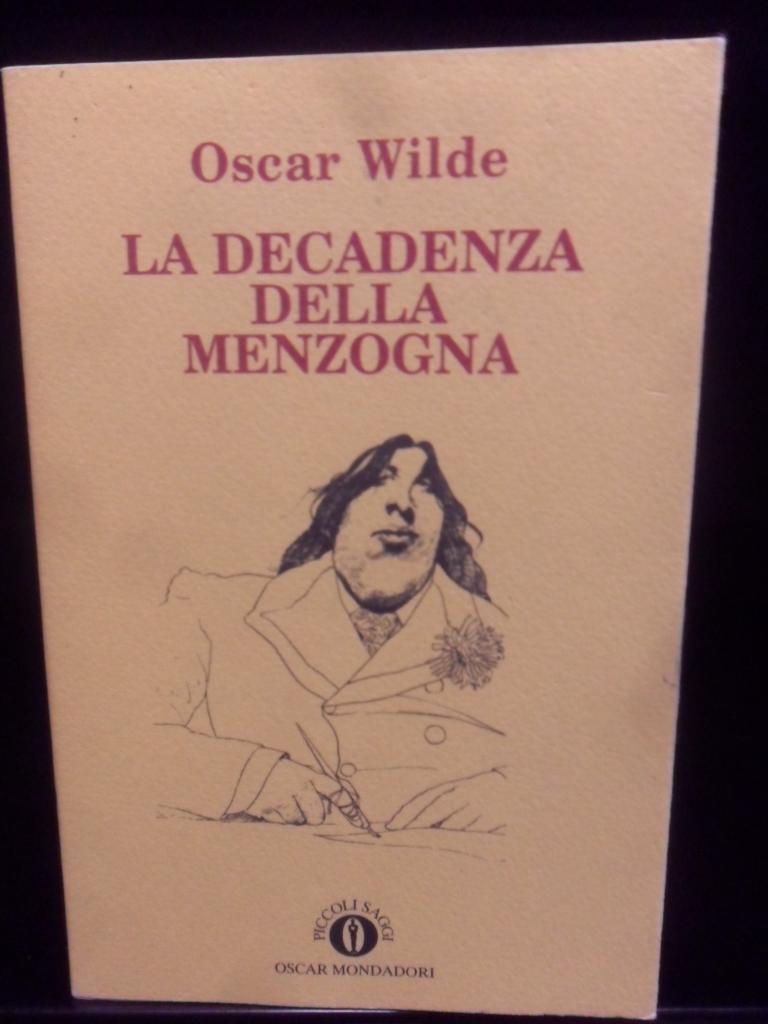 Oscar Wilde
LA DECADENZA
DELLA
MENZOGNA
PICCOLI SAGGI
OSCAR MONDADORI